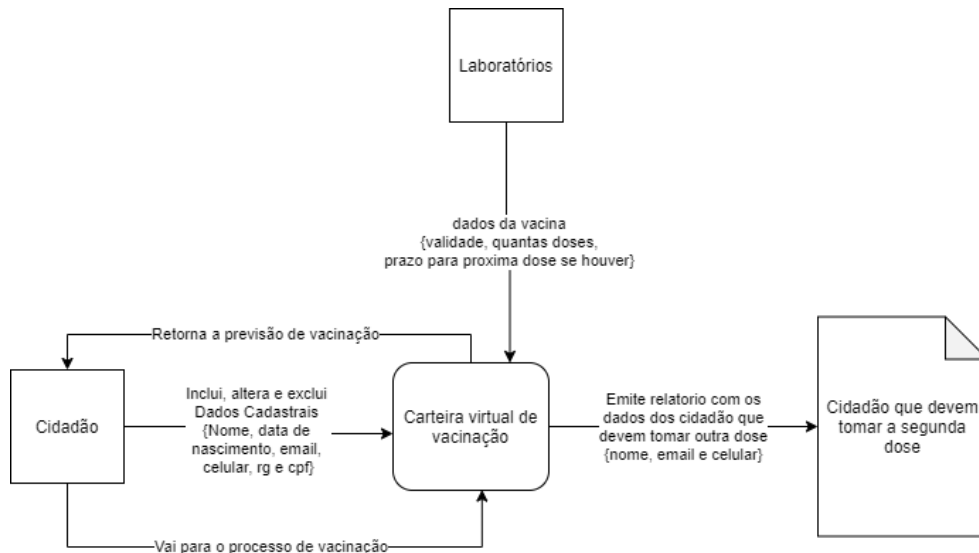 Laboratórios
dados da vacina
{validade, quantas doses,
prazo para proxima dose se houver}
Retorna a previsão de vacinação
Cidadão
Inclui, altera e exclui
Dados Cadastrais
{Nome, data de
nascimento, email,
celular, rg e cpf}
Carteira virtual de
vacinação
Emite relatorio com os
dados dos cidadão que
devem tomar outra dose
{nome, email e celular}
Cidadão que devem
tomar a segunda
dose
Vai para o processo de vacinação